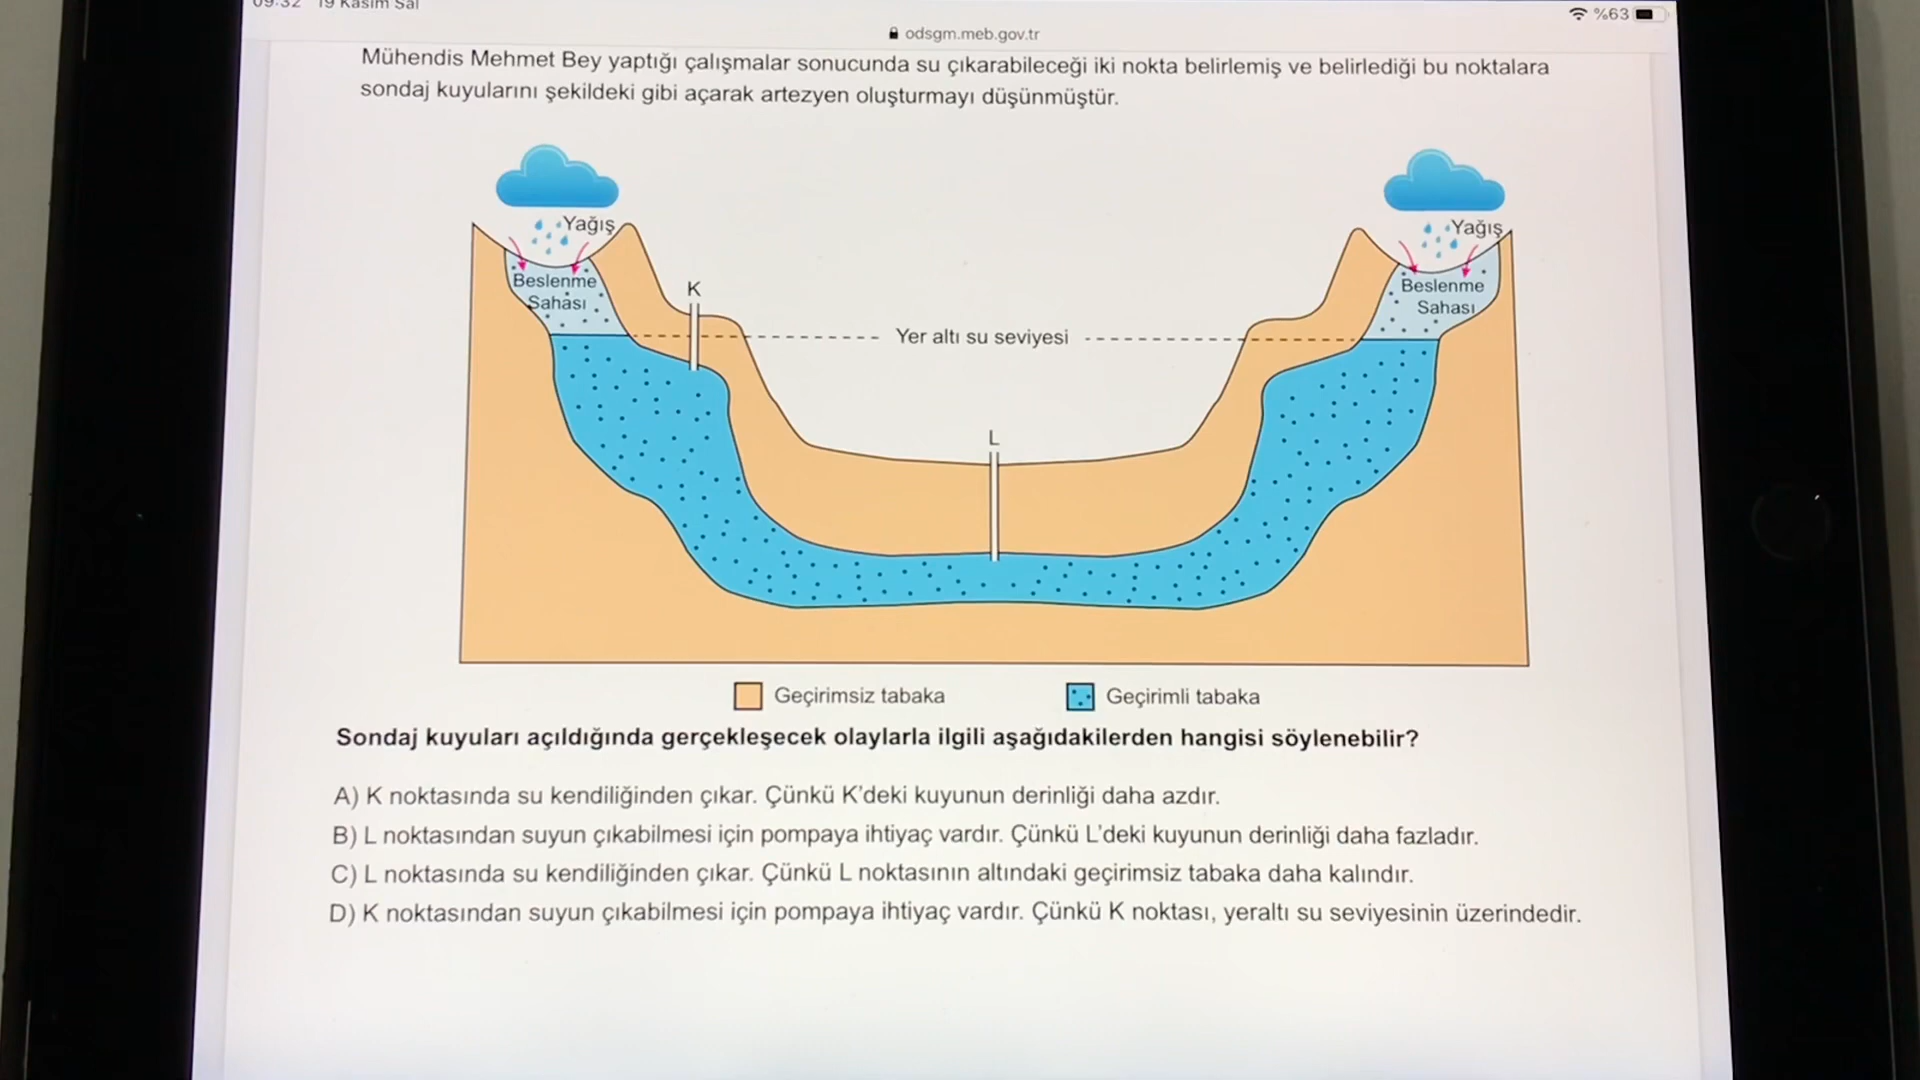 09:32 19 Kasım Sal
%63
odsgm.meb.gov.tr
Mühendis Mehmet Bey yaptığı çalışmalar sonucunda su çıkarabileceği iki nokta belirlemiş ve belirlediği bu noktalara
sondaj kuyularını şekildeki gibi açarak artezyen oluşturmayı düşünmüştür.
Yağış
Yağış
Beslenme
Sahası
K
Beslenme
Sahası
Yer altı su seviyesi
L
Geçirimsiz tabaka
Geçirimli tabaka
Sondaj kuyuları açıldığında gerçekleşecek olaylarla ilgili aşağıdakilerden hangisi söylenebilir?
A) K noktasında su kendiliğinden çıkar. Çünkü K'deki kuyunun derinliği daha azdır.
B) L noktasından suyun çıkabilmesi için pompaya ihtiyaç vardır. Çünkü L'deki kuyunun derinliği daha fazladır.
C) L noktasında su kendiliğinden çıkar. Çünkü L noktasının altındaki geçirimsiz tabaka daha kalındır.
D) K noktasından suyun çıkabilmesi için pompaya ihtiyaç vardır. Çünkü K noktası, yeraltı su seviyesinin üzerindedir.